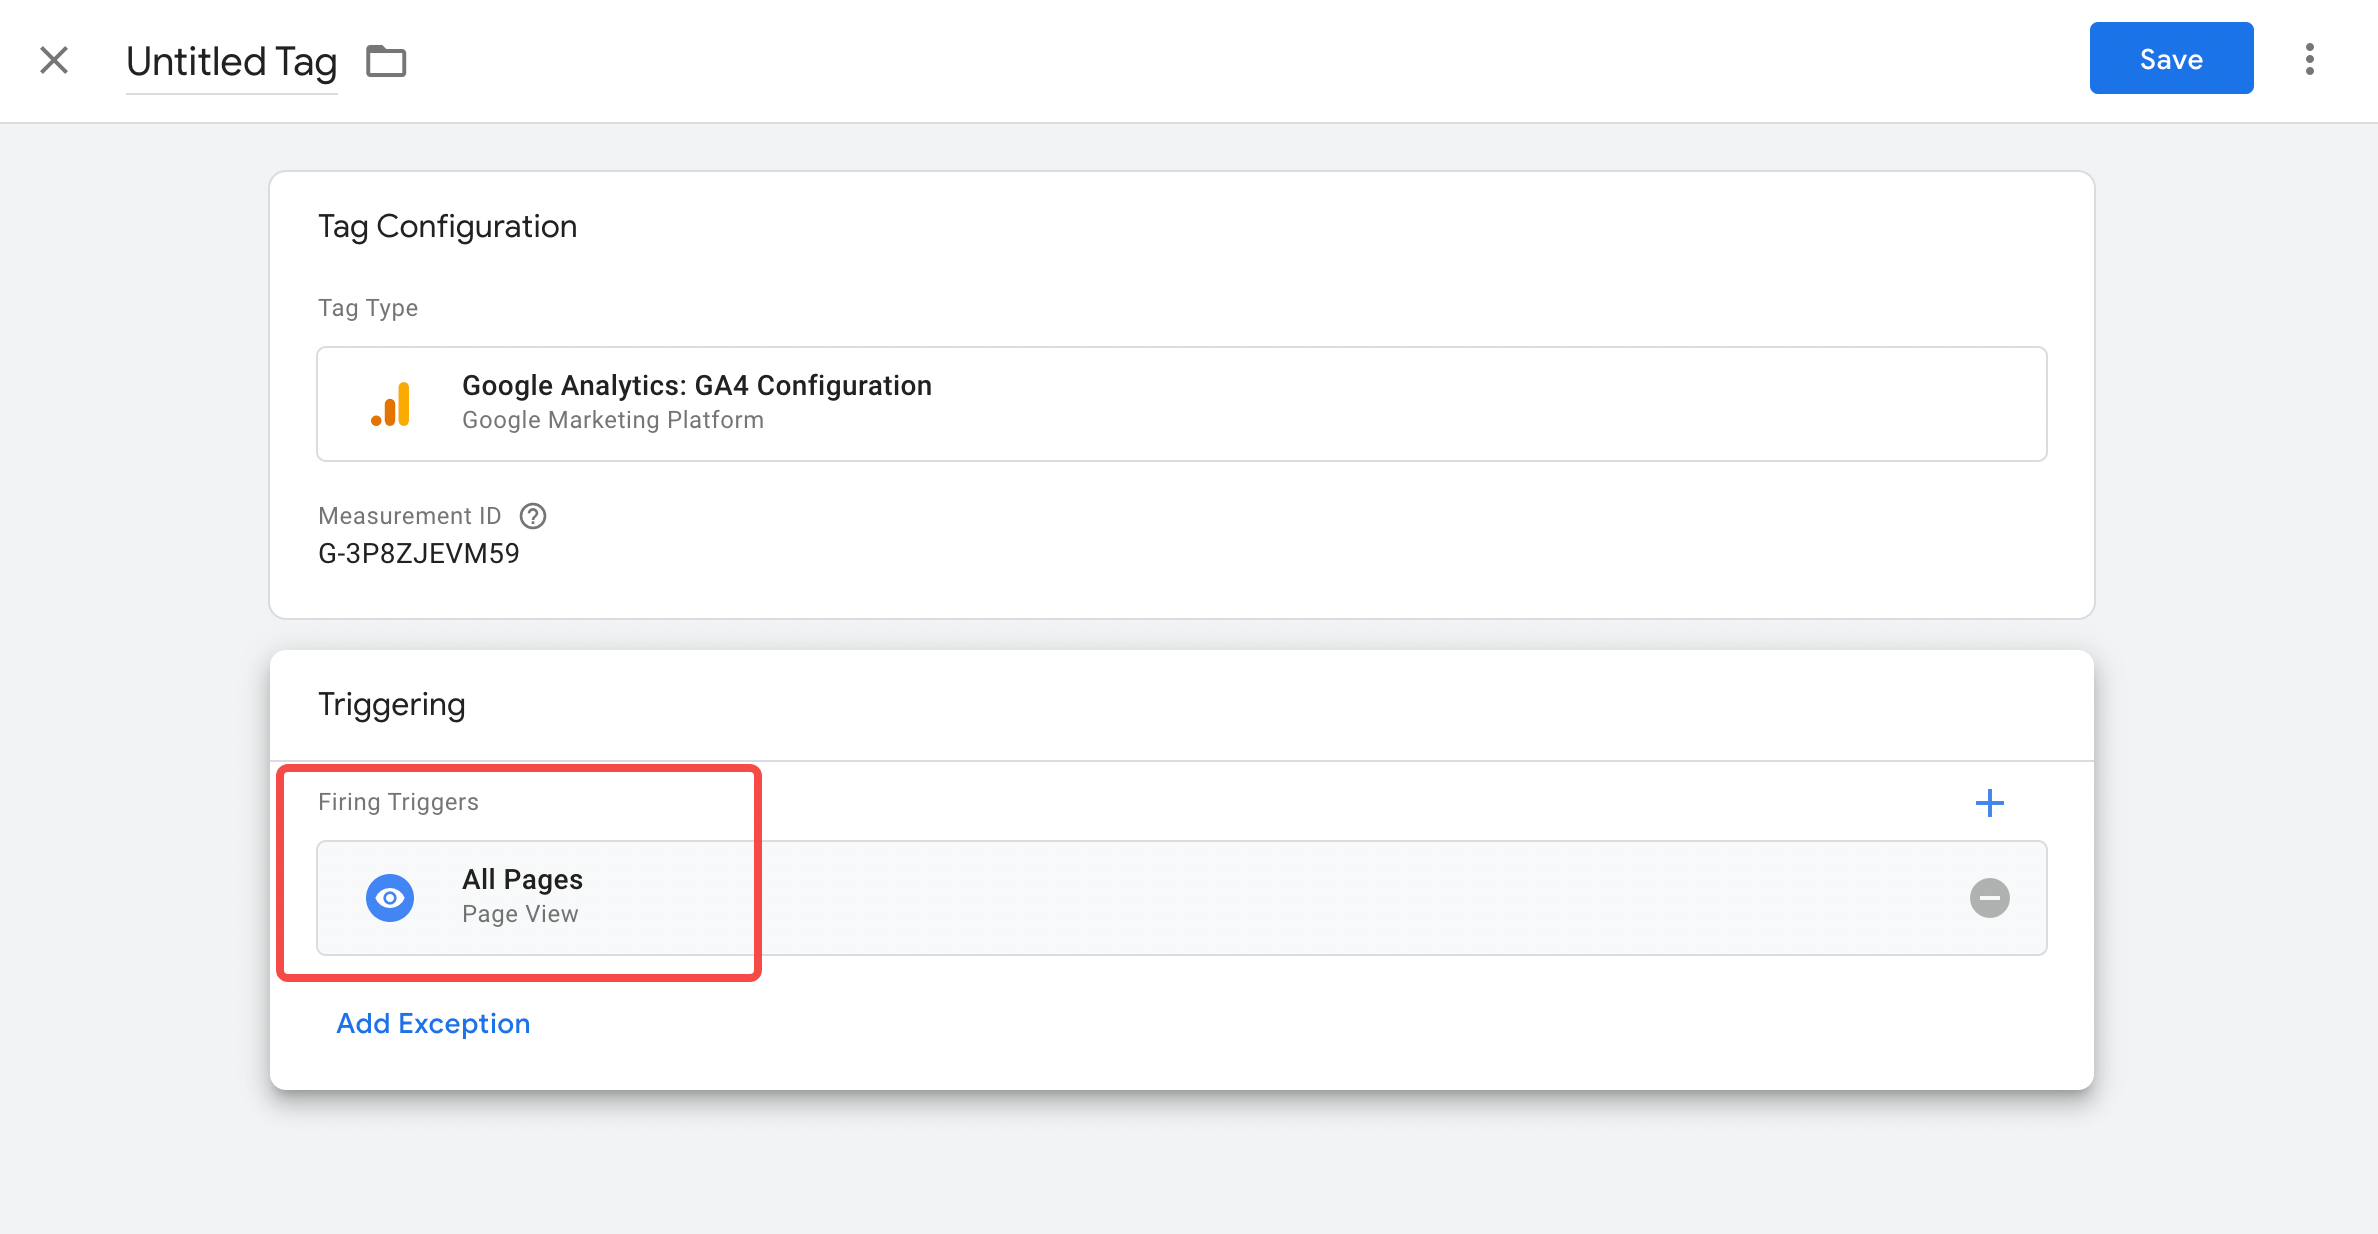 Untitled Tag
Save
Tag Configuration
Tag Type
Google Analytics: GA4 Configuration
Google Marketing Platform
Measurement ID
G-3P8ZJEVM59
Triggering
Firing Triggers
All Pages
Page View
Add Exception